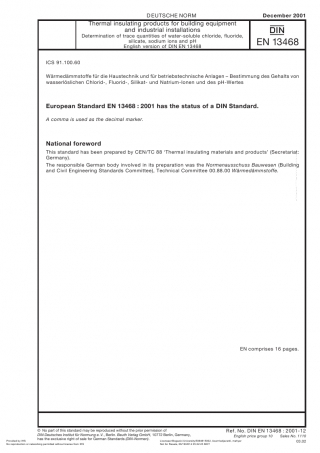 DEUTSCHE NORM
December 2001
Thermal insulating products for building equipment
and industrial installations
Determination of trace quantities of water-soluble chloride, fluoride,
silicate, sodium ions and pH
English version of DIN EN 13468
DIN
EN 13468
ICS 91.100.60
Wärmedämmstoffe für die Haustechnik und für betriebstechnische Anlagen – Bestimmung des Gehalts von
wasserlöslichen Chlorid-, Fluorid-, Silikat- und Natrium-Ionen und des pH-Wertes
European Standard EN 13468 : 2001 has the status of a DIN Standard.
A comma is used as the decimal marker.
National foreword
This standard has been prepared by CEN/TC 88 'Thermal insulating materials and products' (Secretariat:
Germany).
The responsible German body involved in its preparation was the Normenausschuss Bauwesen (Building
and Civil Engineering Standards Committee), Technical Committee 00.88.00 Wärmedämmstoffe.
EN comprises 16 pages.
© No part of this standard may be reproduced without the prior permission of
DIN Deutsches Institut für Normung e. V., Berlin. Beuth Verlag GmbH, 10772 Berlin, Germany,
has the exclusive right of sale for German Standards (DIN-Normen).
Ref. No. DIN EN 13468 : 2001-12
English price group 10 Sales No. 1110